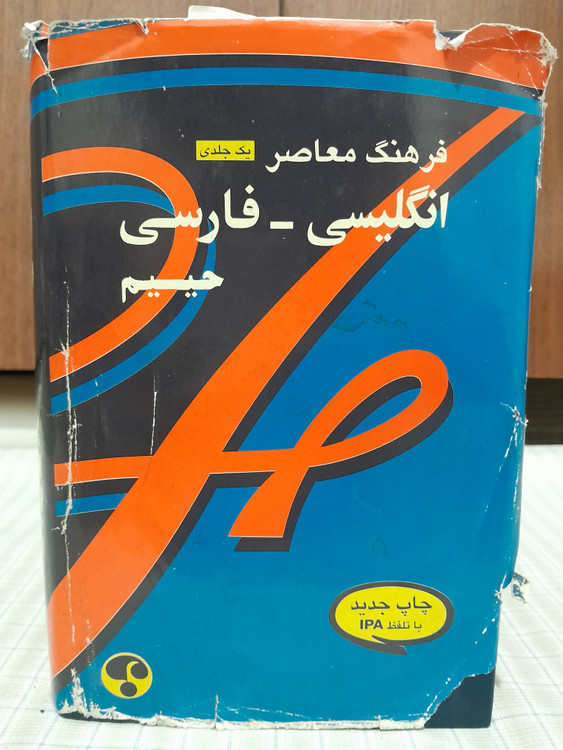 فرهنگ معاصر یک جلدی
انگلیسی - فارسی
حییم
چاپ جدید
با تلفظ IPA